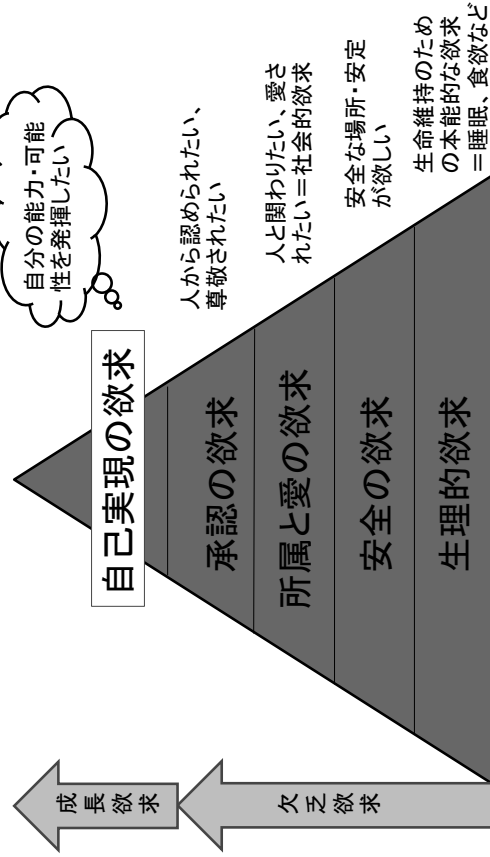 自分の能力・可能
性を発揮したい
自己実現の欲求
人から認められたい、
尊敬されたい
承認の欲求
人と関わりたい、愛さ
れたい＝社会的欲求
所属と愛の欲求
安全な場所・安定
が欲しい
安全の欲求
生命維持のため
の本能的な欲求
＝睡眠、食欲など
生理的欲求
成長欲求
欠乏欲求